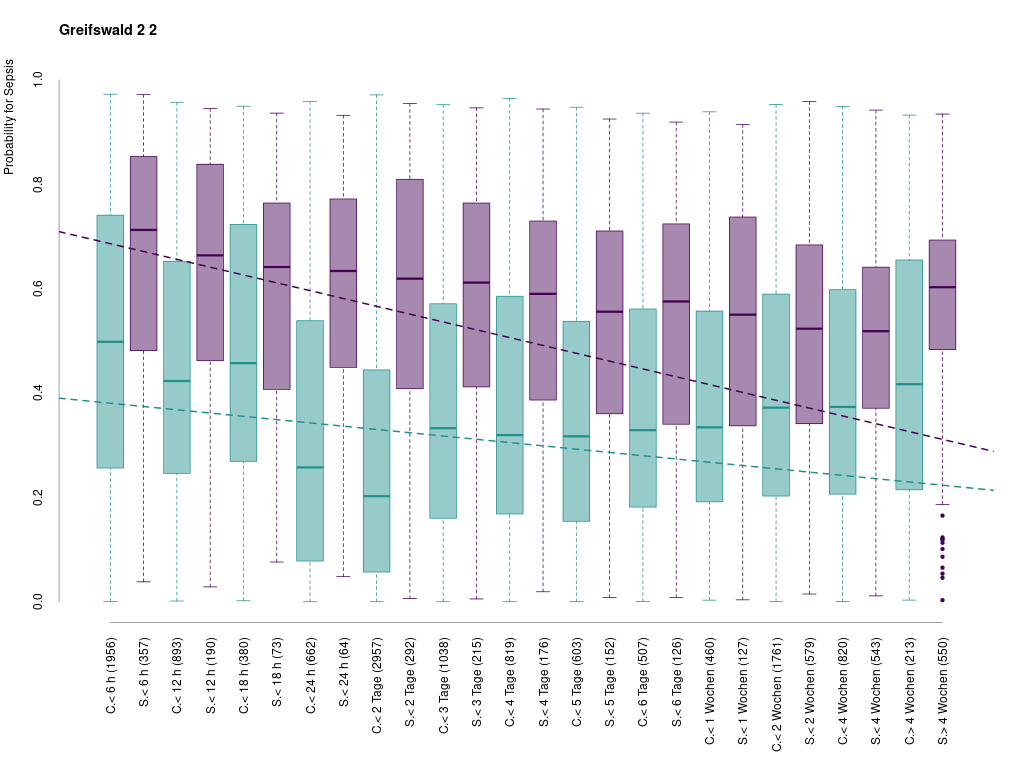 Greifswald 2 2
Probability for Sepsis
1.0
0.8
0.6
0.4
0.2
0.0
C.< 6 h (1956)
S.< 6 h (357)
C.< 12 h (893)
S.< 12 h (190)
C.< 18 h (380)
S.< 18 h (73)
C.< 24 h (662)
S.< 24 h (64)
C.< 2 Tage (2957)
S.< 2 Tage (292)
C.< 3 Tage (1038)
S.< 3 Tage (215)
C.< 4 Tage (819)
S.< 4 Tage (176)
C.< 5 Tage (603)
S.< 5 Tage (152)
C.< 6 Tage (507)
S.< 6 Tage (126)
C.< 1 Wochen (460)
S.< 1 Wochen (127)
C.< 2 Wochen (1761)
S.< 2 Wochen (579)
C.< 4 Wochen (820)
S.< 4 Wochen (543)
C.> 4 Wochen (213)
S.> 4 Wochen (550)